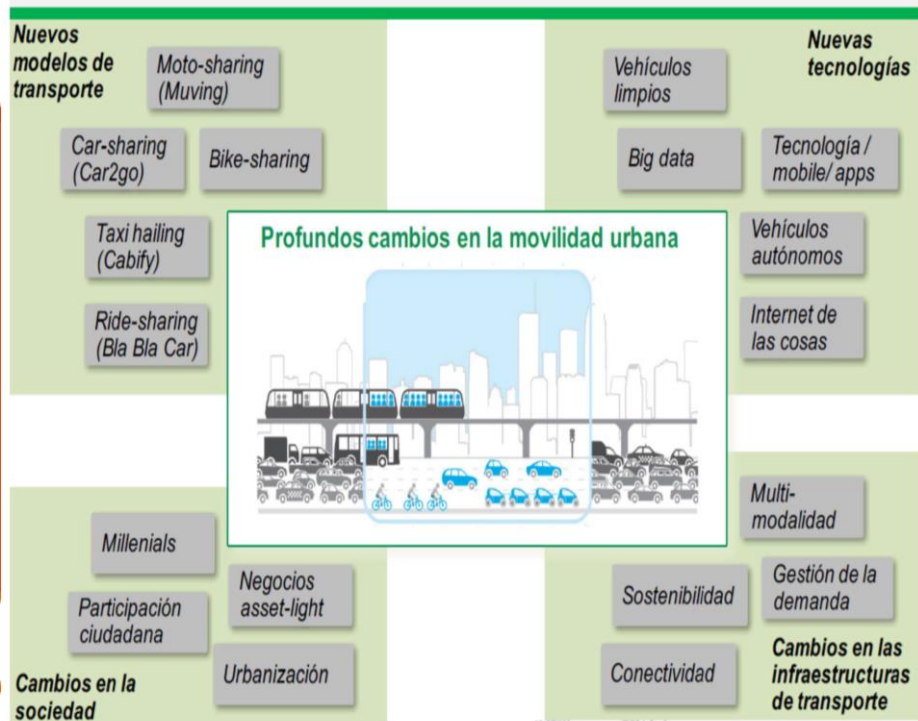 Nuevos
modelos de
transporte
Moto-sharing
(Muving)
Car-sharing
(Car2go)
Bike-sharing
Taxi hailing
(Cabify)
Ride-sharing
(Bla Bla Car)
Nuevas
tecnologías
Vehículos
limpios
Big data
Tecnología /
mobile/ apps
Vehículos
autónomos
Internet de
las cosas
Profundos cambios en la movilidad urbana
Millenials
Participación
ciudadana
Negocios
asset-light
Urbanización
Cambios en la
sociedad
Multi-
modalidad
Sostenibilidad
Gestión de la
demanda
Conectividad
Cambios en las
infraestructuras
de transporte